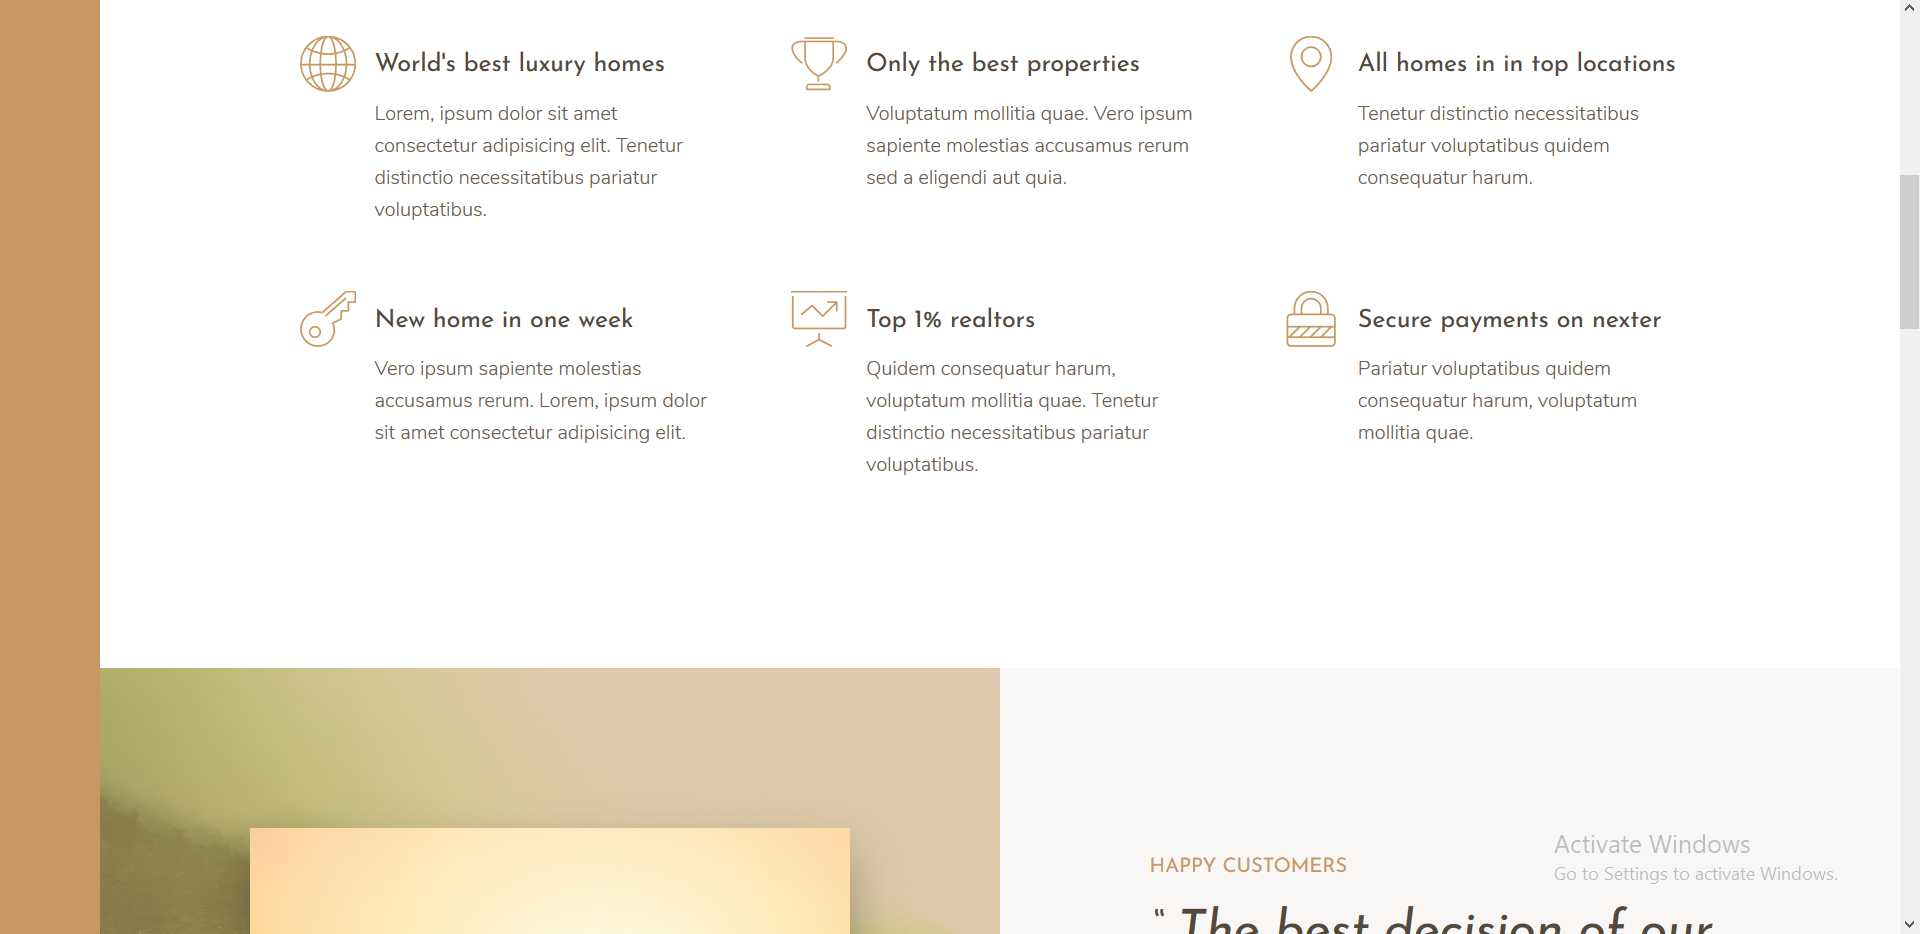 World's best luxury homes
Lorem, ipsum dolor sit amet
consectetur adipisicing elit. Tenetur
distinctio necessitatibus pariatur
voluptatibus.
Only the best properties
Voluptatum mollitia quae. Vero ipsum
sapiente molestias accusamus rerum
sed a eligendi aut quia.
All homes in in top locations
Tenetur distinctio necessitatibus
pariatur voluptatibus quidem
consequatur harum.
New home in one week
Vero ipsum sapiente molestias
accusamus rerum. Lorem, ipsum dolor
sit amet consectetur adipisicing elit.
Top 1% realtors
Quidem consequatur harum,
voluptatum mollitia quae. Tenetur
distinctio necessitatibus pariatur
voluptatibus.
Secure payments on nexter
Pariatur voluptatibus quidem
consequatur harum, voluptatum
mollitia quae.
HAPPY CUSTOMERS
“ The best decision of our
Activate Windows
Go to Settings to activate Windows.